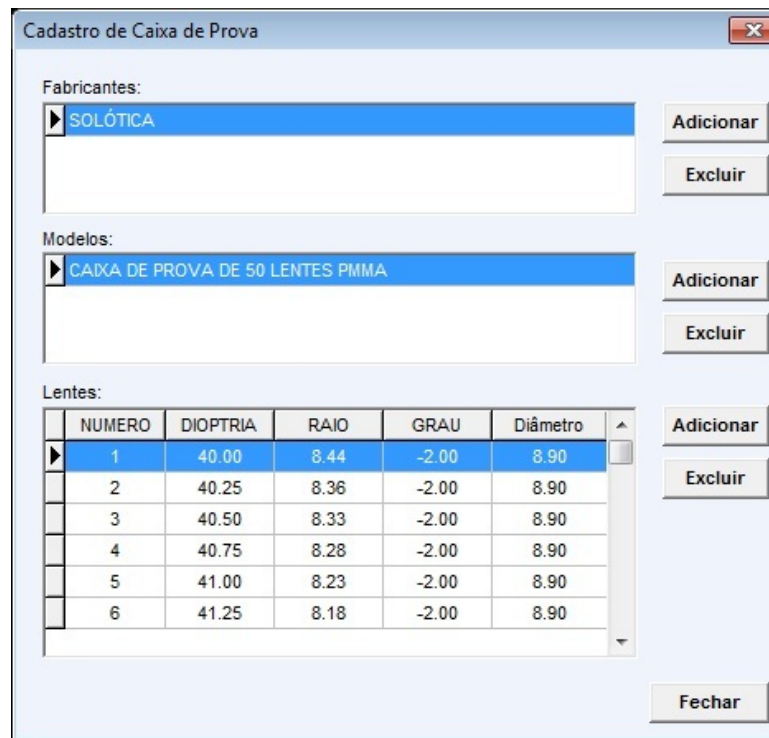 Cadastro de Caixa de Prova
Fabricantes:
SOLÓTICA
Adicionar
Excluir
Modelos:
CAIXA DE PROVA DE 50 LENTES PMMA
Adicionar
Excluir
Lentes:
NUMERO DIOPTRIA RAIO GRAU Diâmetro
1 40.00 8.44 -2.00 8.90
2 40.25 8.36 -2.00 8.90
3 40.50 8.33 -2.00 8.90
4 40.75 8.28 -2.00 8.90
5 41.00 8.23 -2.00 8.90
6 41.25 8.18 -2.00 8.90
Adicionar
Excluir
Fechar